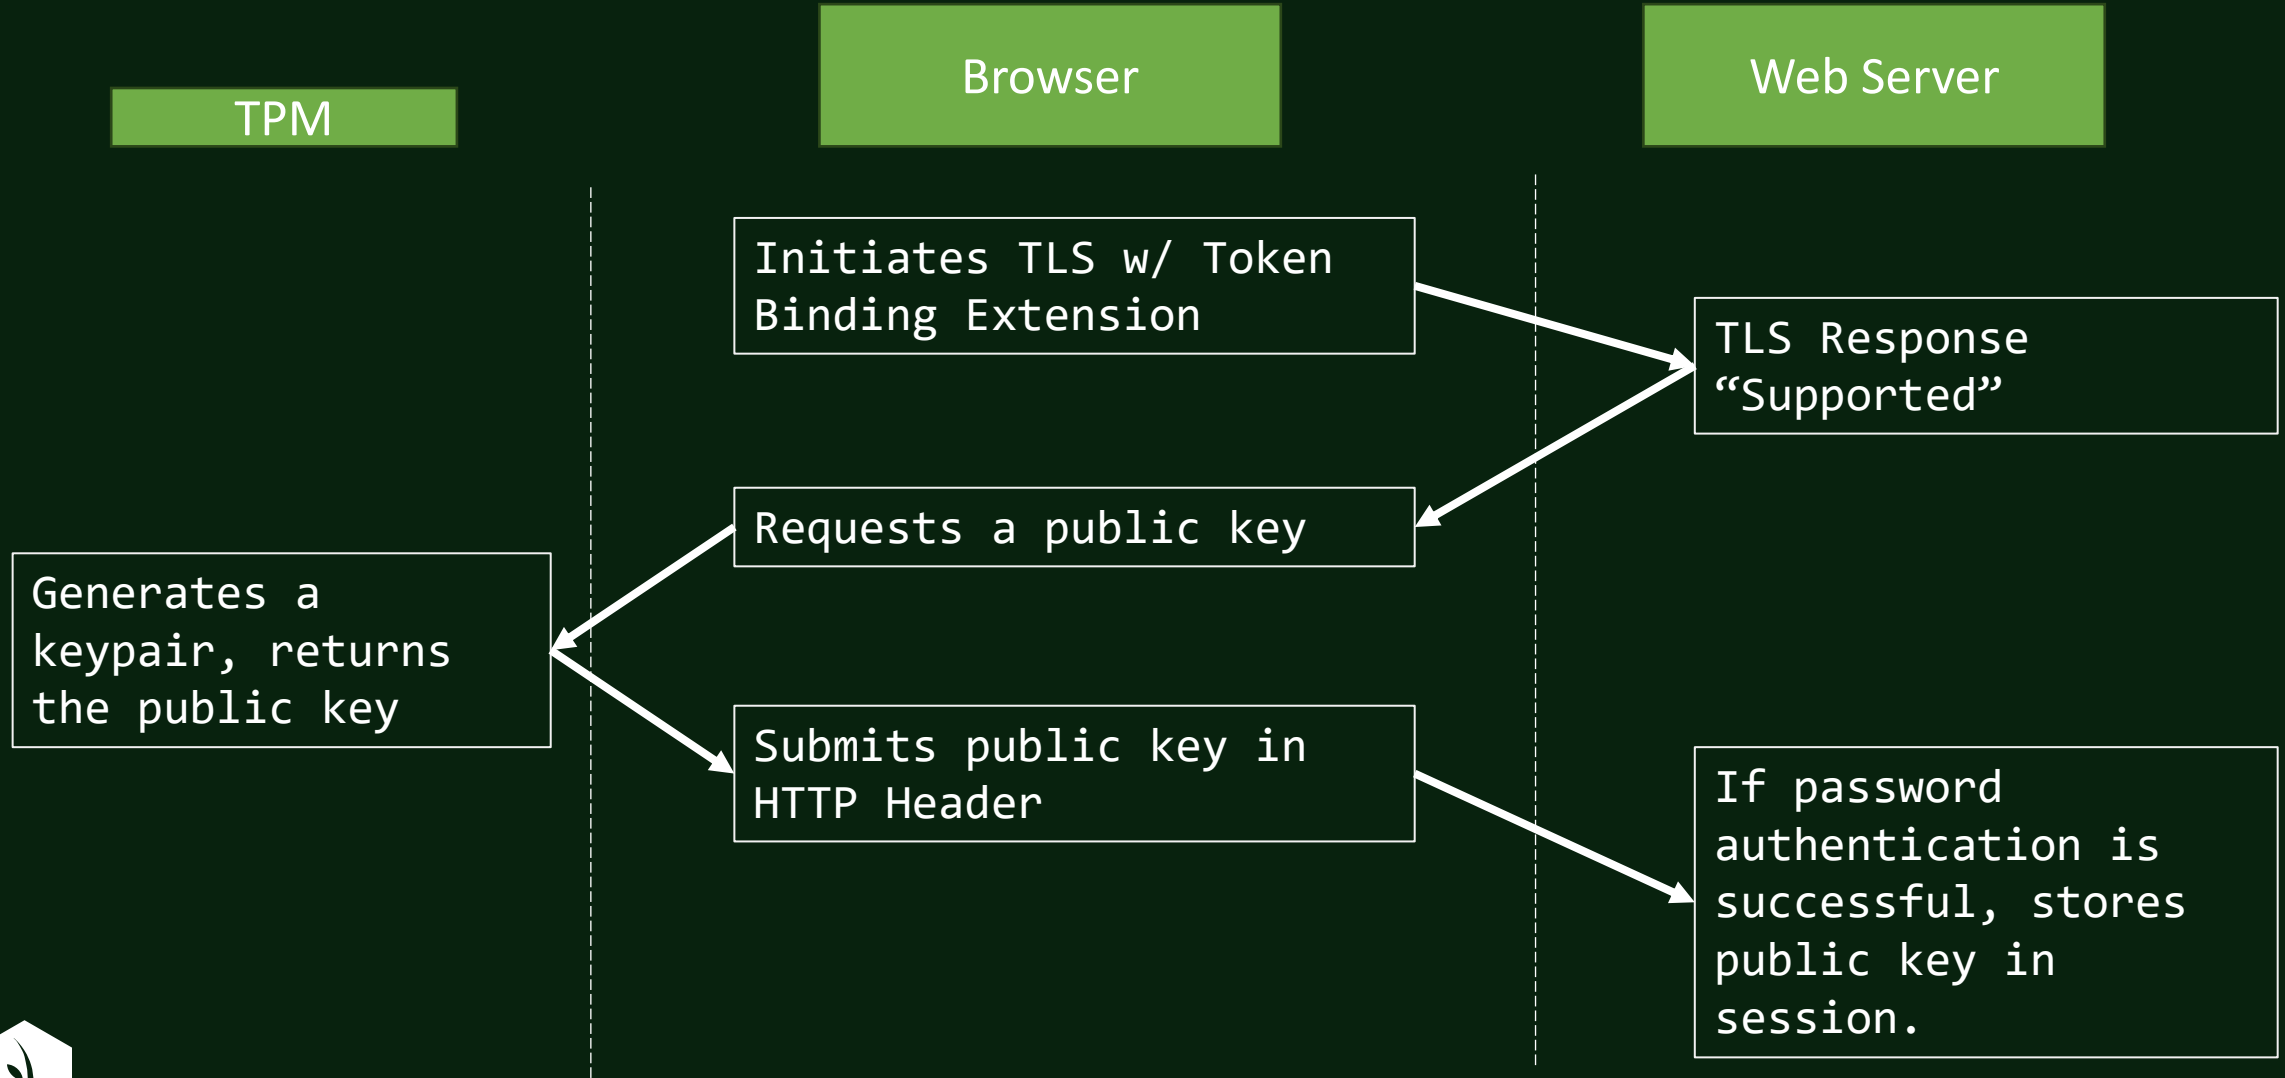 TPM
Browser
Web Server
Initiates TLS w/ Token
Binding Extension
TLS Response
“Supported”
Requests a public key
Generates a
keypair, returns
the public key
Submits public key in
HTTP Header
If password
authentication is
successful, stores
public key in
session.